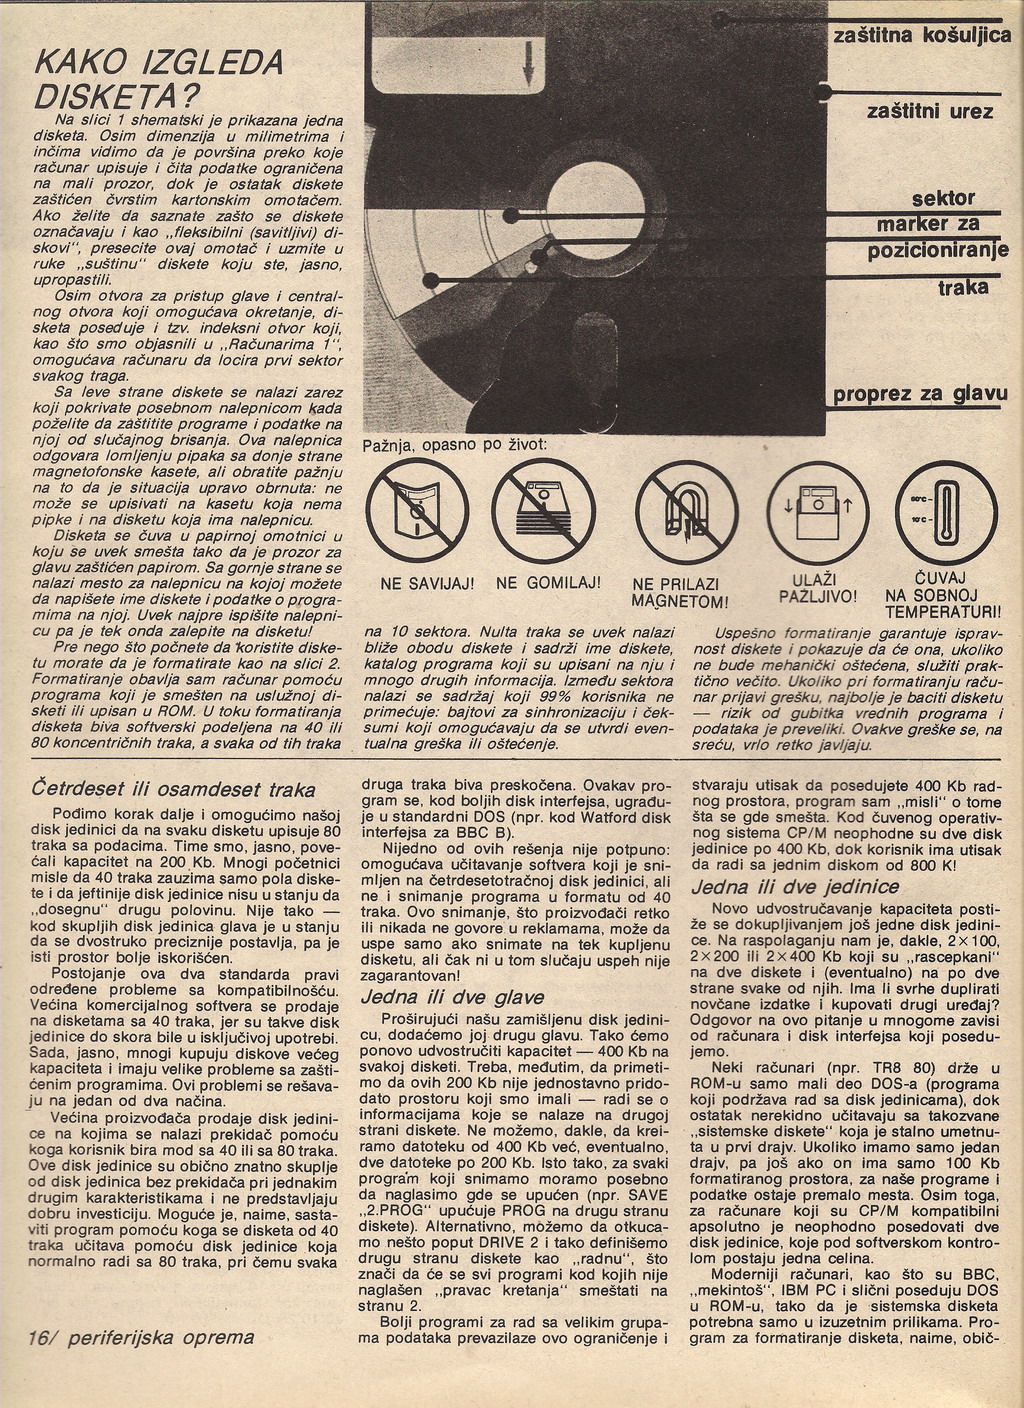 KAKO IZGLEDA
DISKETA?
Na slici 1 shematski je prikazana jedna
disketa. Osim dimenzija u milimetrima i
inčima vidimo da je površina preko koje
računar upisuje i čita podatke ograničena
na mali prozor, dok je ostatak diskete
zaštićen čvrstim kartonskim omotačem.
Ako želite da saznate zašto se diskete
označavaju i kao „fleksibilni (savitljivi) di-
skovi“, presecite ovaj omotač i uzmite u
ruke „suštinu“ diskete koju ste, jasno,
upropastili.
Osim otvora za pristup glave i central-
nog otvora koji omogućava okretanje, di-
sketa poseduje i tzv. indeksni otvor koji,
kao što smo objasnili u „Računarima 1“,
omogućava računaru da locira prvi sektor
svakog traga.
Sa leve strane diskete se nalazi zarez
koji pokrivate posebnom nalepnicom kada
poželite da zaštitite programe i podatke na
njoj od slučajnog brisanja. Ova nalepnica
odgovara lomljenju pipaka sa donje strane
magnetofonske kasete, ali obratite pažnju
na to da je situacija upravo obrnuta: ne
može se upisivati na kasetu koja nema
pipke i na disketu koja ima nalepnicu.
Disketa se čuva u papirnoj omotnici u
koju se uvek smešta tako da je prozor za
glavu zaštićen papirom. Sa gornje strane se
nalazi mesto za nalepnicu na kojoj možete
da napišete ime diskete i podatke o progra-
mima na njoj. Uvek najpre ispišite nalepni-
cu pa je tek onda zalepite na disketu!
Pre nego što počnete da koristite diske-
tu morate da je formatirate kao na slici 2.
Formatiranje obavlja sam računar pomoću
programa koji je smešten na uslužnoj di-
sketi ili upisan u ROM. U toku formatiranja
disketa biva softverski podeljena na 40 ili
80 koncentričnih traka, a svaka od tih traka
zaštitna košuljica
zaštitni urez
sektor
marker za
pozicioniranje
traka
proprez za glavu
Pažnja, opasno po život:
60°C -
10°C -
NE SAVIJAJ!
NE GOMILAJ!
NE PRILAZI
MAGNETOM!
ULAŽI
PAŽLJIVO!
ČUVAJ
NA SOBNOJ
TEMPERATURI!
na 10 sektora. Nulta traka se uvek nalazi
bliže obodu diskete i sadrži ime diskete,
katalog programa koji su upisani na nju i
mnogo drugih informacija. Između sektora
nalazi se sadržaj koji 99% korisnika ne
primećuje: bajtovi za sinhronizaciju i ček-
sumi koji omogućavaju da se utvrdi even-
tualna greška ili oštećenje.
Uspešno formatiranje garantuje isprav-
nost diskete i pokazuje da će ona, ukoliko
ne bude mehanički oštećena, služiti prak-
tično večito. Ukoliko pri formatiranju raču-
nar prijavi grešku, najbolje je baciti disketu
— rizik od gubitka vrednih programa i
podataka je preveliki. Ovakve greške se, na
sreću, vrlo retko javljaju.
Četrdeset ili osamdeset traka
Pođimo korak dalje i omogućimo našoj
disk jedinici da na svaku disketu upisuje 80
traka sa podacima. Time smo, jasno, pove-
ćali kapacitet na 200 Kb. Mnogi početnici
misle da 40 traka zauzima samo pola diske-
te i da jeftinije disk jedinice nisu u stanju da
„dosegnu“ drugu polovinu. Nije tako —
kod skupljih disk jedinica glava je u stanju
da se dvostruko preciznije postavlja, pa je
isti prostor bolje iskorišćen.
Postojanje ova dva standarda pravi
određene probleme sa kompatibilnošću.
Većina komercijalnog softvera se prodaje
na disketama sa 40 traka, jer su takve disk
jedinice do skora bile u isključivoj upotrebi.
Sada, jasno, mnogi kupuju diskove većeg
kapaciteta i imaju velike probleme sa zašti-
ćenim programima. Ovi problemi se rešava-
ju na jedan od dva načina.
Većina proizvođača prodaje disk jedini-
ce na kojima se nalazi prekidač pomoću
koga korisnik bira mod sa 40 ili sa 80 traka.
Ove disk jedinice su obično znatno skuplje
od disk jedinica bez prekidača pri jednakim
drugim karakteristikama i ne predstavljaju
dobru investiciju. Moguće je, naime, sasta-
viti program pomoću koga se disketa od 40
traka učitava pomoću disk jedinice koja
normalno radi sa 80 traka, pri čemu svaka
druga traka biva preskočena. Ovakav pro-
gram se, kod boljih disk interfejsa, ugrađu-
je u standardni DOS (npr. kod Watford disk
interfejsa za BBC B).
Nijedno od ovih rešenja nije potpuno:
omogućava učitavanje softvera koji je sni-
mljen na četrdesetotračnoj disk jedinici, ali
ne i snimanje programa u formatu od 40
traka. Ovo snimanje, što proizvođači retko
ili nikada ne govore u reklamama, može da
uspe samo ako snimate na tek kupljenu
disketu, ali čak ni u tom slučaju uspeh nije
zagarantovan!
Jedna ili dve glave
Proširujući našu zamišljenu disk jedini-
cu, dodaćemo joj drugu glavu. Tako ćemo
ponovo udvostručiti kapacitet — 400 Kb na
svakoj disketi. Treba, međutim, da primeti-
mo da ovih 200 Kb nije jednostavno prido-
dato prostoru koji smo imali — radi se o
informacijama koje se nalaze na drugoj
strani diskete. Ne možemo, dakle, da krei-
ramo datoteku od 400 Kb već, eventualno,
dve datoteke po 200 Kb. Isto tako, za svaki
program koji snimamo moramo posebno
da naglasimo gde se upućen (npr. SAVE
„2.PROG“ upućuje PROG na drugu stranu
diskete). Alternativno, možemo da otkuca-
mo nešto poput DRIVE 2 i tako definišemo
drugu stranu diskete kao „radnu“, što
znači da će se svi programi kod kojih nije
naglašen „pravac kretanja“ smeštati na
stranu 2.
Bolji programi za rad sa velikim grupa-
ma podataka prevazilaze ovo ograničenje i
stvaraju utisak da posedujete 400 Kb rad-
nog prostora, program sam „misli“ o tome
šta se gde smešta. Kod čuvenog operativ-
nog sistema CP/M neophodne su dve disk
jedinice po 400 Kb, dok korisnik ima utisak
da radi sa jednim diskom od 800 K!
Jedna ili dve jedinice
Novo udvostručavanje kapaciteta posti-
že se dokupljivanjem još jedne disk jedini-
ce. Na raspolaganju nam je, dakle, 2×100,
2×200 ili 2×400 Kb koji su „rascepkani“
na dve diskete i (eventualno) na po dve
strane svake od njih. Ima li svrhe duplirati
novčane izdatke i kupovati drugi uređaj?
Odgovor na ovo pitanje u mnogome zavisi
od računara i disk interfejsa koji posedu-
jemo.
Neki računari (npr. TR8 80) drže u
ROM-u samo mali deo DOS-a (programa
koji podržava rad sa disk jedinicama), dok
ostatak nerekidno učitavaju sa takozvane
„sistemske diskete“ koja je stalno umetnu-
ta u prvi drajv. Ukoliko imamo samo jedan
drajv, pa još ako on ima samo 100 Kb
formatiranog prostora, za naše programe i
podatke ostaje premalo mesta. Osim toga,
za računare koji su CP/M kompatibilni
apsolutno je neophodno posedovati dve
disk jedinice, koje pod softverskom kontro-
lom postaju jedna celina.
Moderniji računari, kao što su BBC,
„mekintoš“, IBM PC i slični poseduju DOS
u ROM-u, tako da je sistemska disketa
potrebna samo u izuzetnim prilikama. Pro-
gram za formatiranje disketa, naime, obič-
16/ periferijska oprema